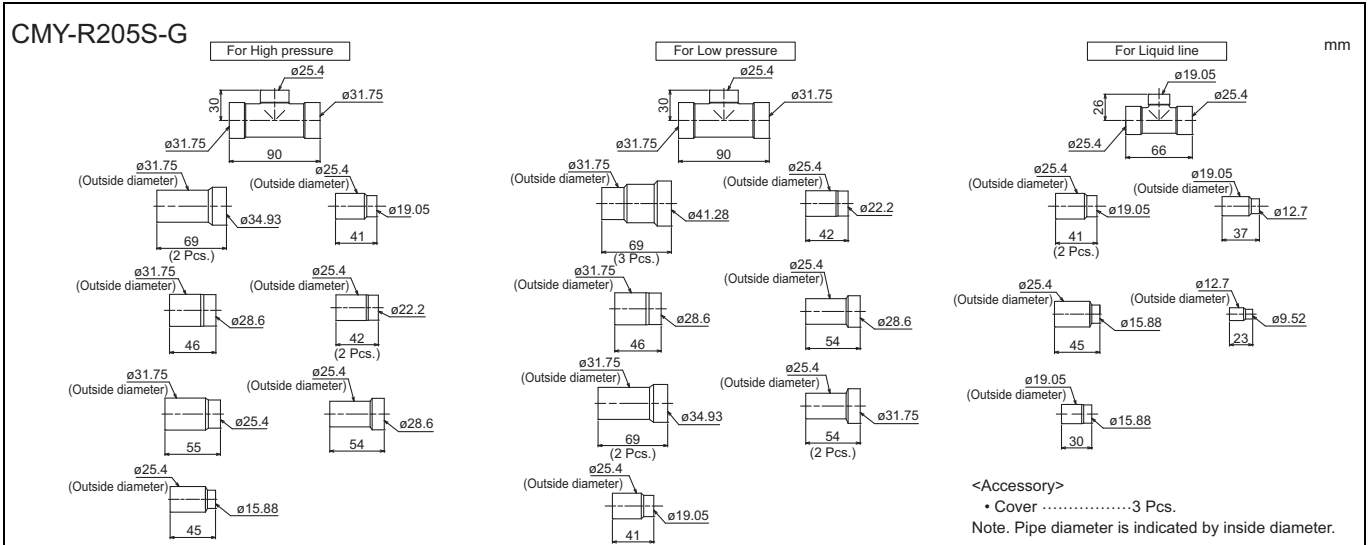 CMY-R205S-G
mm
For High pressure
ø25.4
ø31.75
30
ø31.75
90
ø31.75
(Outside diameter)
ø34.93
69
(2 Pcs.)
ø25.4
(Outside diameter)
ø19.05
41
ø31.75
(Outside diameter)
ø28.6
46
ø25.4
(Outside diameter)
ø22.2
42
(2 Pcs.)
ø31.75
(Outside diameter)
ø25.4
55
ø25.4
(Outside diameter)
ø28.6
54
ø25.4
(Outside diameter)
ø15.88
45
For Low pressure
ø25.4
ø31.75
30
ø31.75
90
ø31.75
(Outside diameter)
ø41.28
69
(3 Pcs.)
ø25.4
(Outside diameter)
ø22.2
42
ø31.75
(Outside diameter)
ø28.6
46
ø25.4
(Outside diameter)
ø28.6
54
ø31.75
(Outside diameter)
ø34.93
69
(2 Pcs.)
ø25.4
(Outside diameter)
ø31.75
54
(2 Pcs.)
ø25.4
(Outside diameter)
ø19.05
41
For Liquid line
ø19.05
ø25.4
26
ø25.4
66
ø25.4
(Outside diameter)
ø19.05
41
(2 Pcs.)
ø19.05
(Outside diameter)
ø12.7
37
ø25.4
(Outside diameter)
ø15.88
45
ø12.7
(Outside diameter)
ø9.52
23
ø19.05
(Outside diameter)
ø15.88
30
<Accessory>
• Cover ·················3 Pcs.
Note. Pipe diameter is indicated by inside diameter.